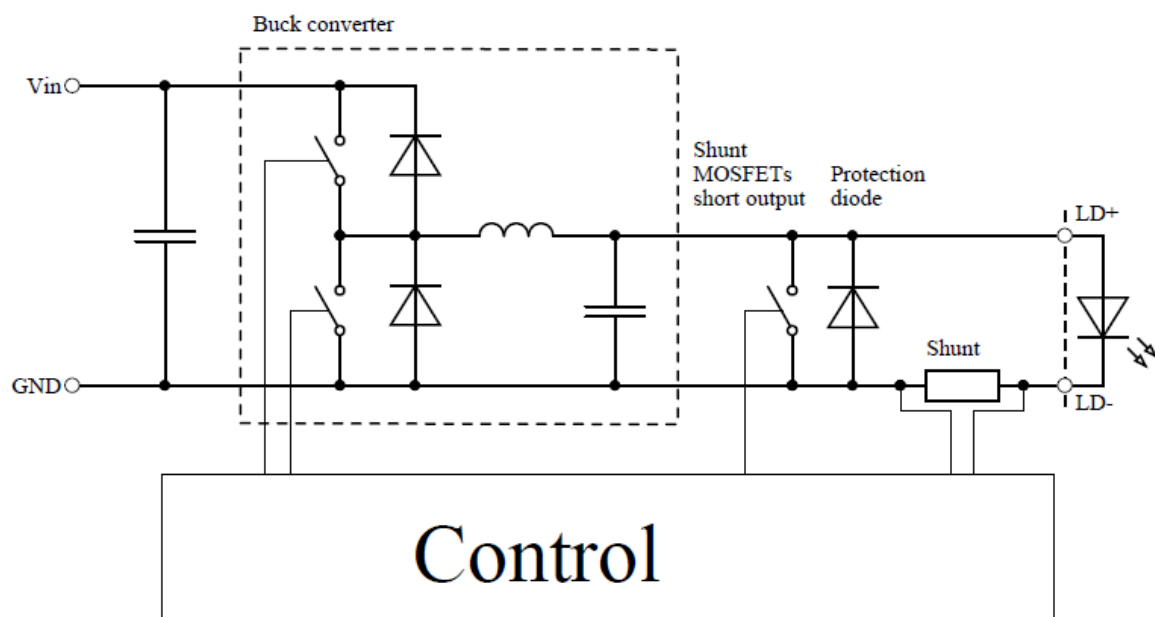 Buck converter
Vin
Shunt
MOSFETs
short output
Protection
diode
LD+
Shunt
GND
LD-
Control